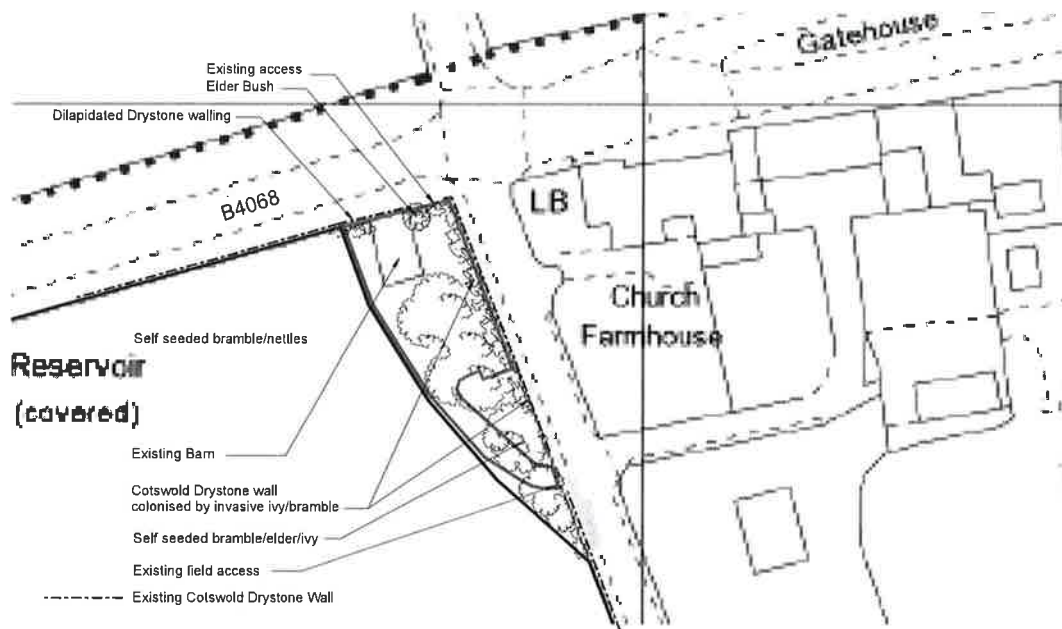 Gatehouse
Existing access
Elder Bush
Dilapidated Drystone walling
B4068
LB
Church
Farmhouse
Self seeded bramble/nettles
Reservoir
(covered)
Existing Barn
Cotswold Drystone wall
colonised by invasive ivy/bramble
Self seeded bramble/elder/ivy
Existing field access
Existing Cotswold Drystone Wall